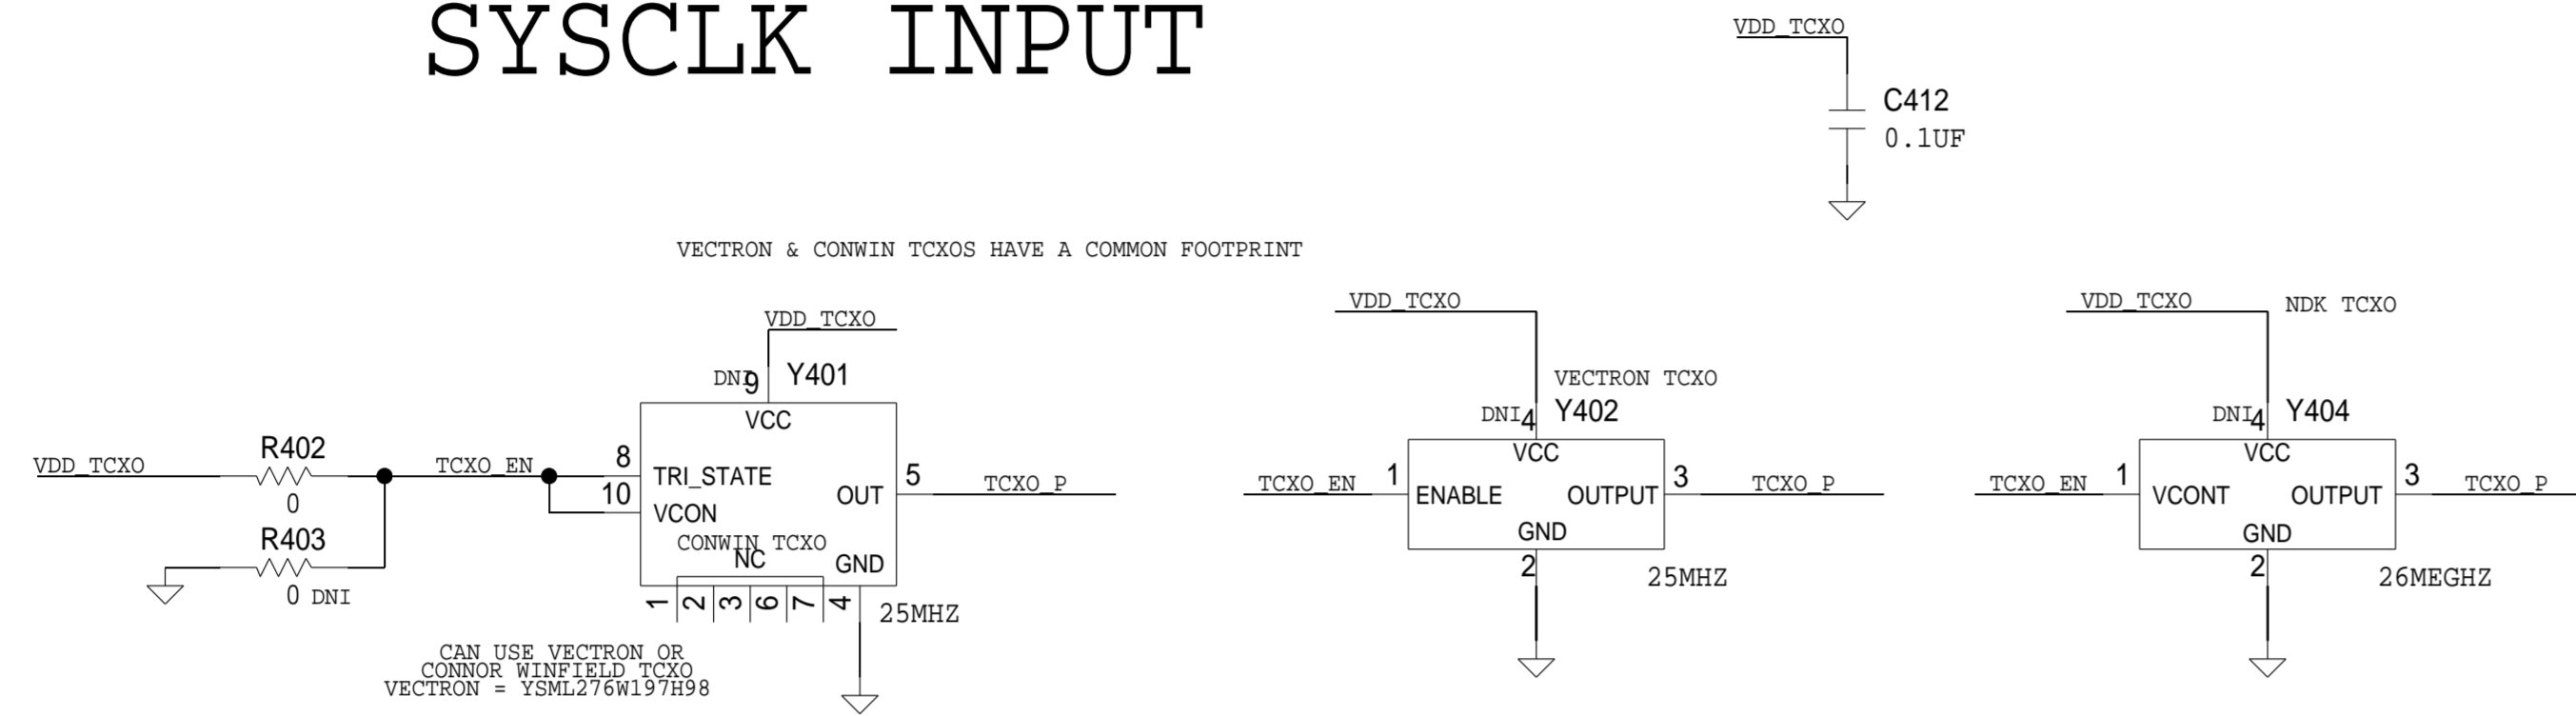 SYSCLK INPUT
VDD_TCXO
C412
0.1UF
VECTRON & CONWIN TCXOS HAVE A COMMON FOOTPRINT
VDD_TCXO
DNI
9
Y401
VCC
R402
VDD_TCXO
0
R403
0 DNI
TCXO_EN
8
TRI_STATE
10
VCON
5
OUT
TCXO_P
CONWIN TCXO
NC
GND
1
2
3
6
7
4
25MHZ
CAN USE VECTRON OR
CONNOR WINFIELD TCXO
VECTRON = YSML276W197H98
VDD_TCXO
VECTRON TCXO
DNI
4
Y402
VCC
TCXO_EN
1
ENABLE
OUTPUT
3
TCXO_P
GND
2
25MHZ
VDD_TCXO
NDK TCXO
DNI
4
Y404
VCC
TCXO_EN
1
VCONT
OUTPUT
3
TCXO_P
GND
2
26MEGHZ